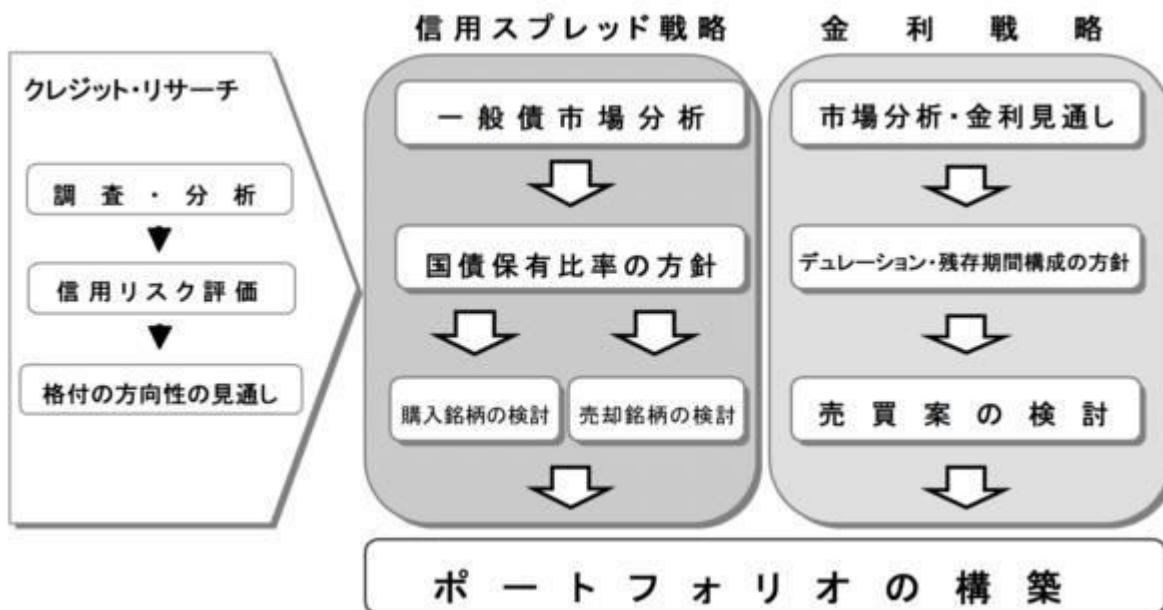 クレジット・リサーチ
調査・分析
信用リスク評価
格付の方向性の見通し
信用スプレッド戦略
一般債市場分析
国債保有比率の方針
購入銘柄の検討
売却銘柄の検討
金利戦略
市場分析・金利見通し
デュレーション・残存期間構成の方針
売買案の検討
ポートフォリオの構築